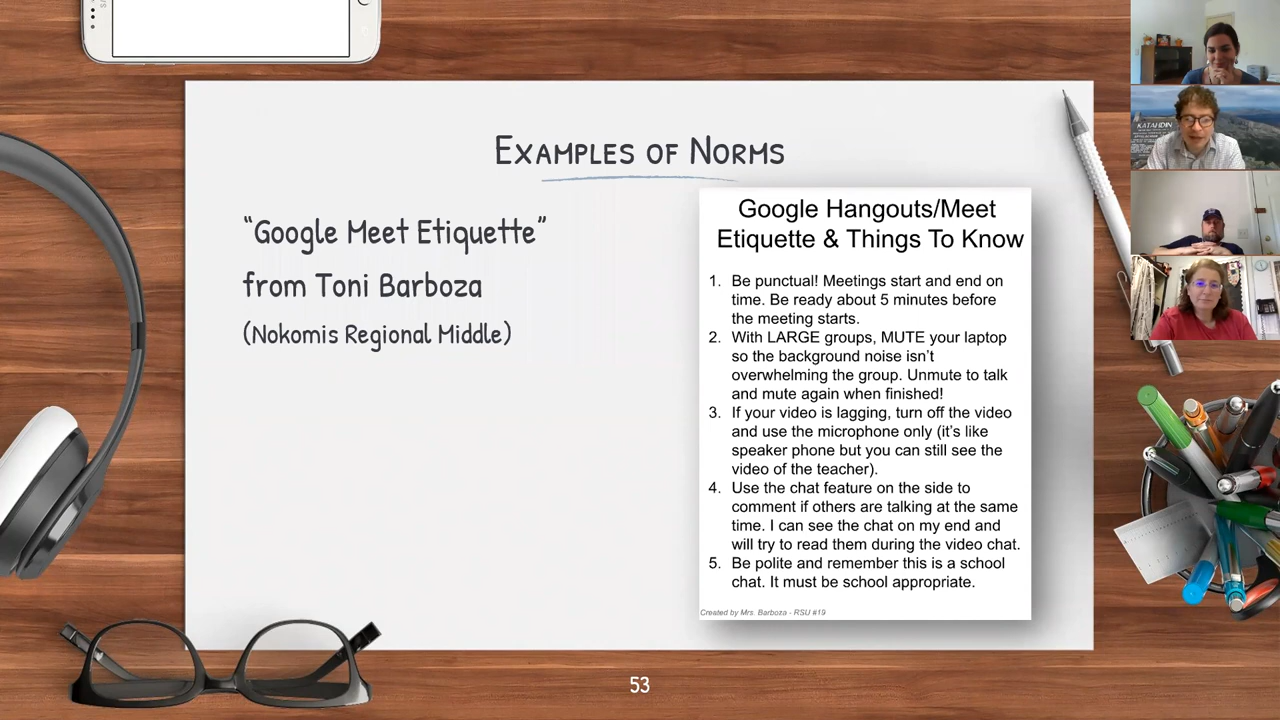 Examples of Norms
"Google Meet Etiquette"
from Toni Barboza
(Nokomis Regional Middle)
Google Hangouts/Meet
Etiquette & Things To Know
1. Be punctual! Meetings start and end on
time. Be ready about 5 minutes before
the meeting starts.
2. With LARGE groups, MUTE your laptop
so the background noise isn't
overwhelming the group. Unmute to talk
and mute again when finished!
3. If your video is lagging, turn off the video
and use the microphone only (it's like
speaker phone but you can still see the
video of the teacher).
4. Use the chat feature on the side to
comment if others are talking at the same
time. I can see the chat on my end and
will try to read them during the video chat.
5. Be polite and remember this is a school
chat. It must be school appropriate.
Created by Mrs. Barboza - RSU #19
53
KATAHDIN